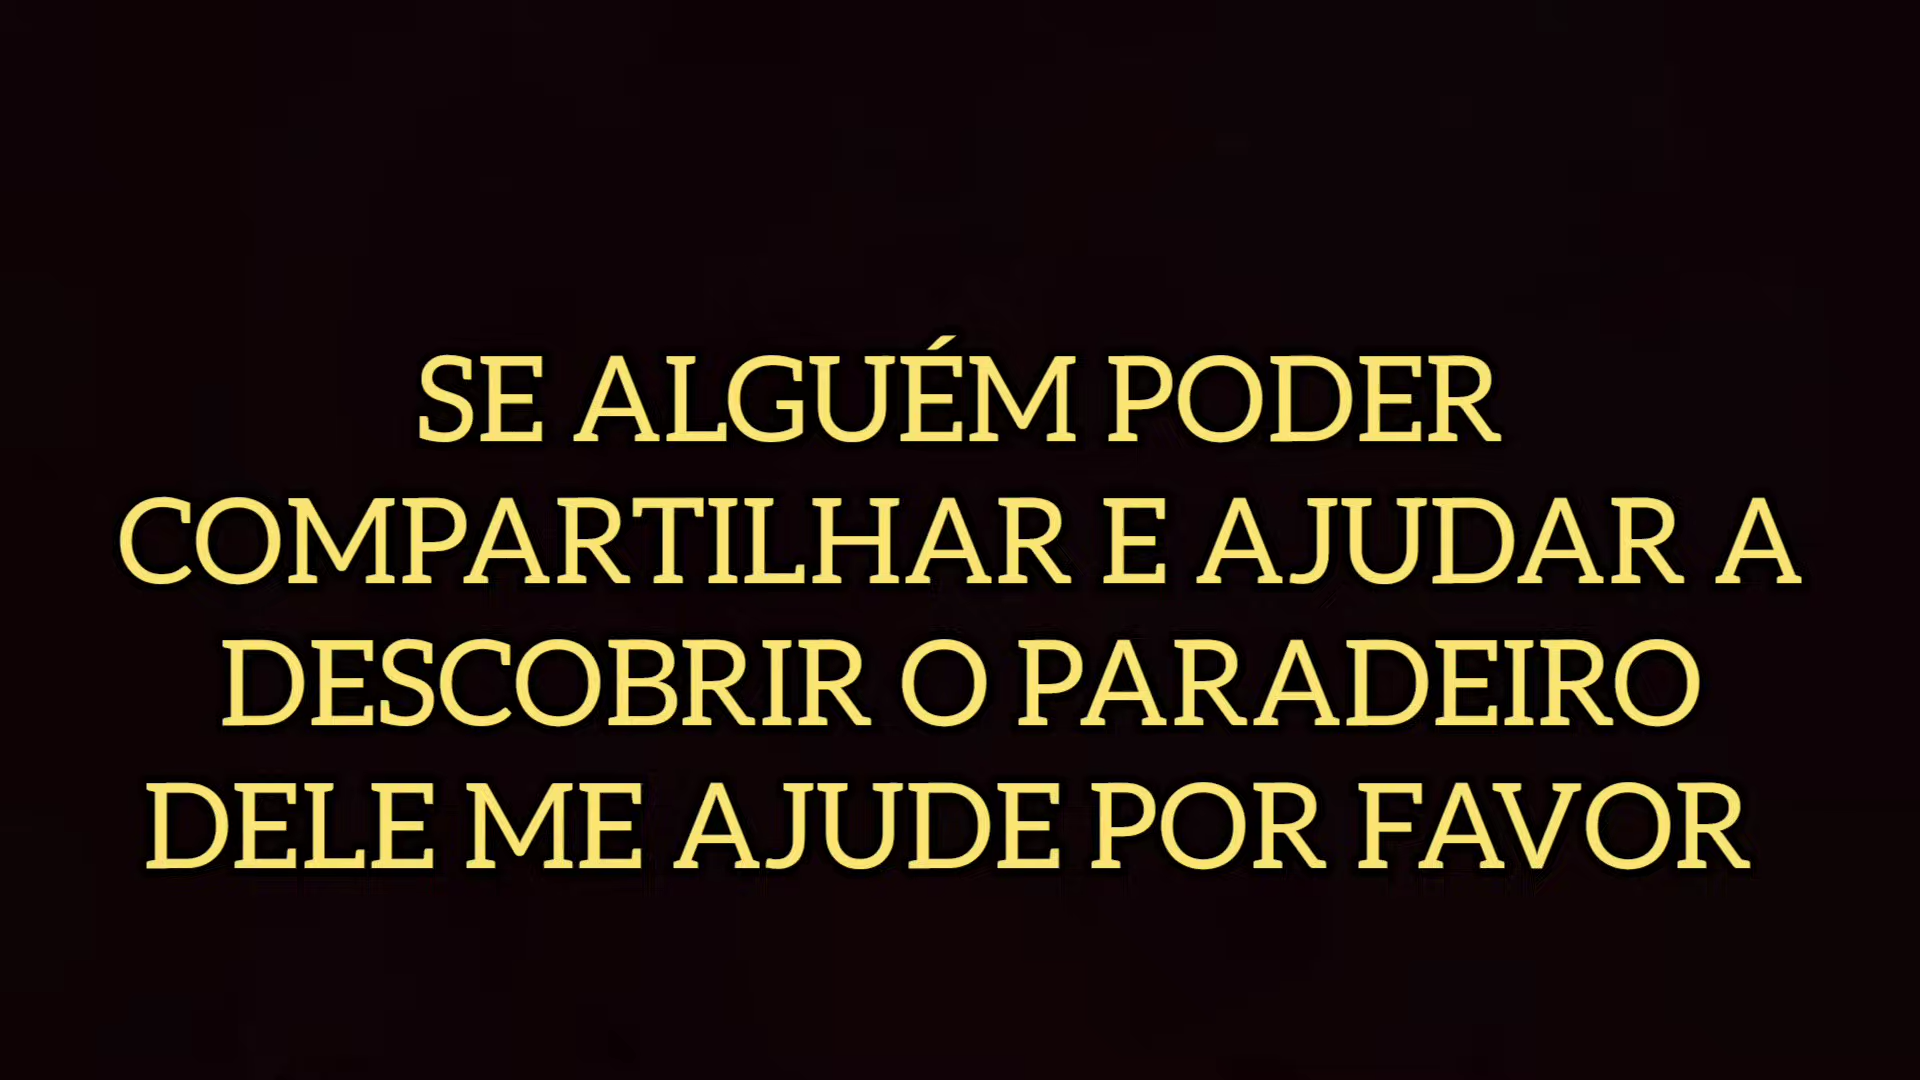 SE ALGUÉM PODER
COMPARTILHAR E AJUDAR A
DESCOBRIR O PARADEIRO
DELE ME AJUDE POR FAVOR